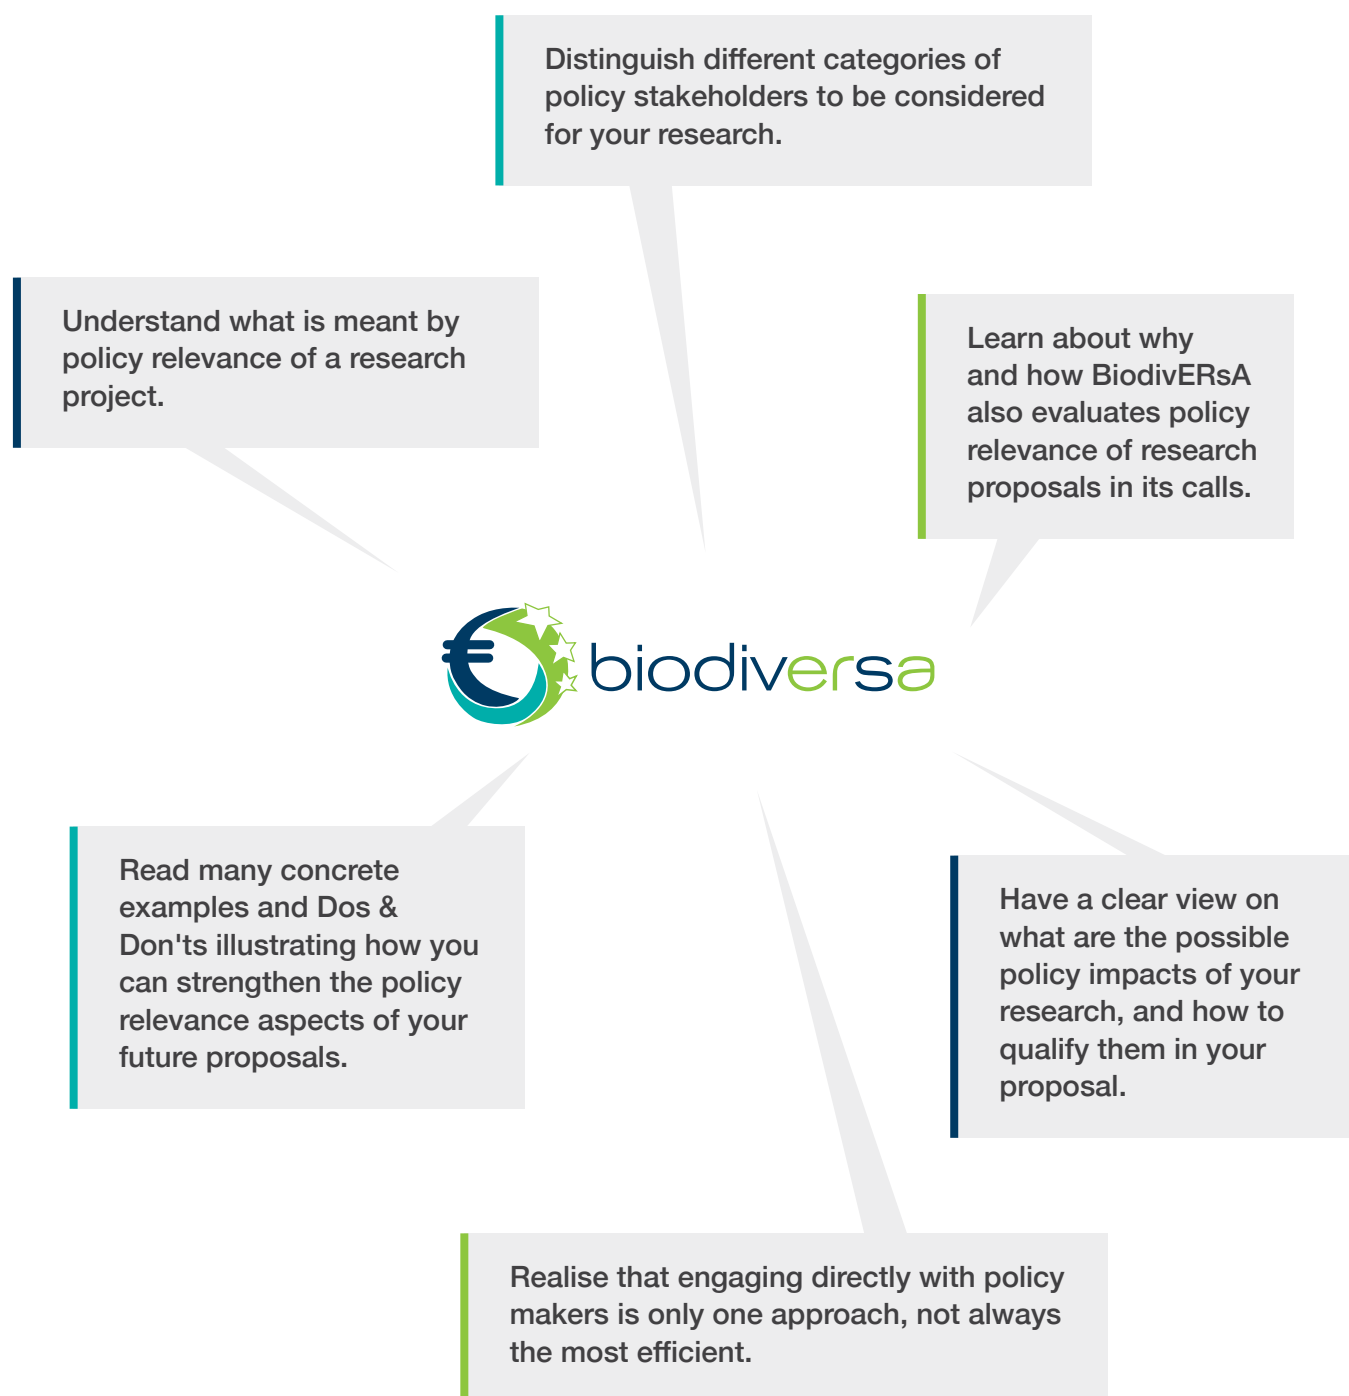 Distinguish different categories of
policy stakeholders to be considered
for your research.
Understand what is meant by
policy relevance of a research
project.
Learn about why
and how BiodivERsA
also evaluates policy
relevance of research
proposals in its calls.
biodiversa
Read many concrete
examples and Dos &
Don'ts illustrating how you
can strengthen the policy
relevance aspects of your
future proposals.
Have a clear view on
what are the possible
policy impacts of your
research, and how to
qualify them in your
proposal.
Realise that engaging directly with policy
makers is only one approach, not always
the most efficient.